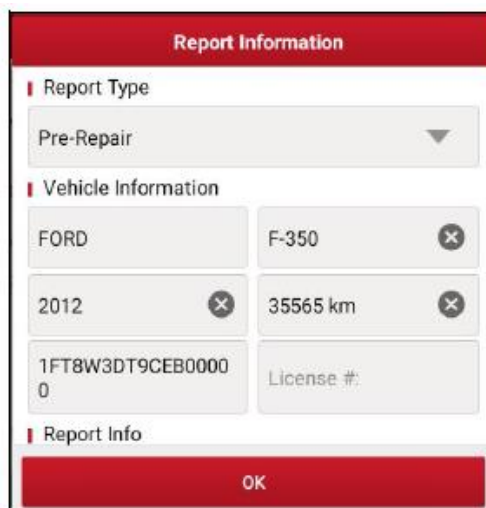 Report Information
Report Type
Pre-Repair
Vehicle Information
FORD
F-350
2012
35565 km
1FT8W3DT9CEB0000
0
License #:
Report Info
OK